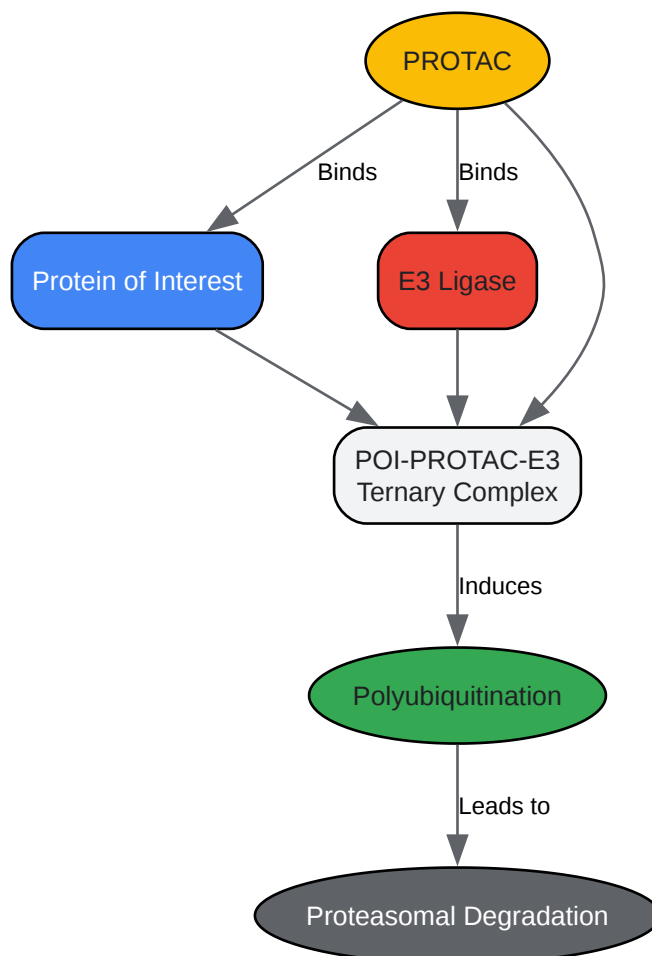 PROTAC
Binds
Binds
Protein of Interest
E3 Ligase
POI-PROTAC-E3
Ternary Complex
Induces
Polyubiquitination
Leads to
Proteasomal Degradation